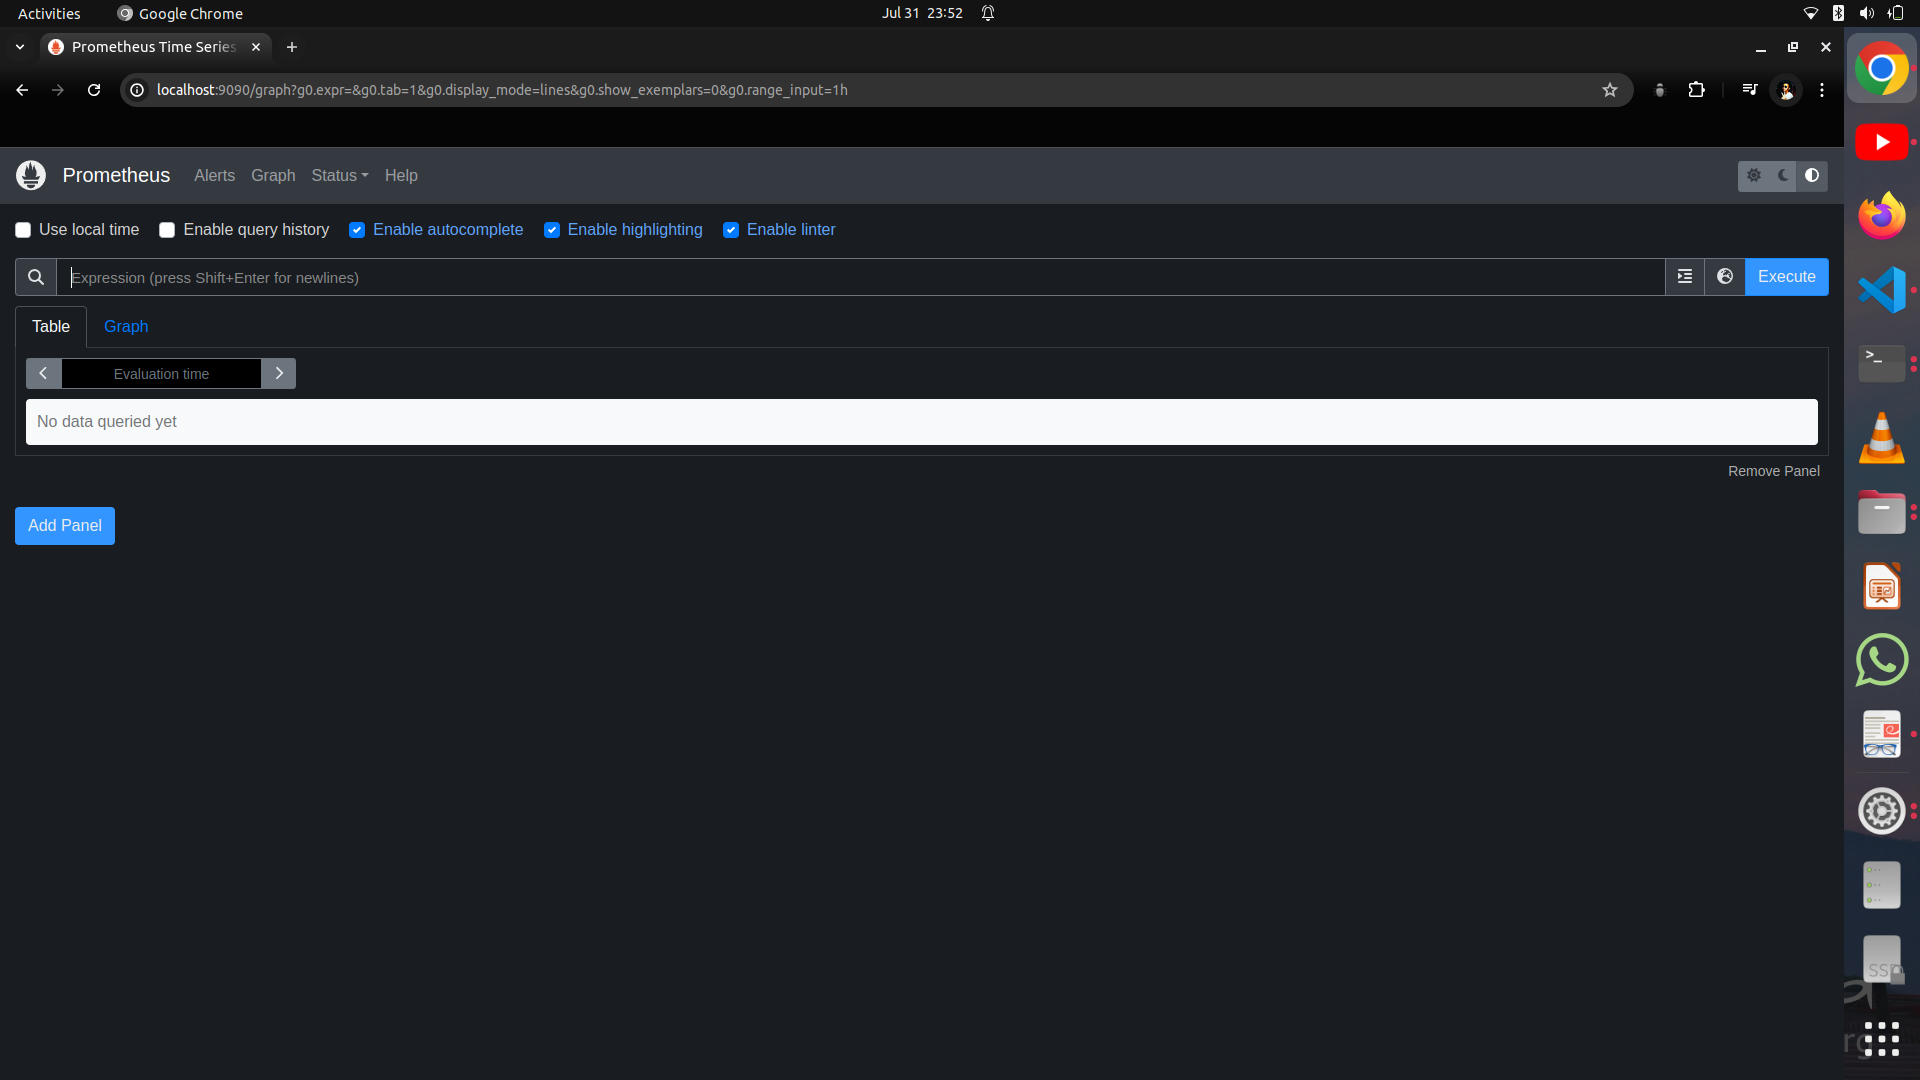 Activities Google Chrome Jul 31 23:52
Prometheus Time Series
localhost:9090/graph?g0.expr=&g0.tab=1&g0.display_mode=lines&g0.show_exemplars=0&g0.range_input=1h
Prometheus Alerts Graph Status Help
Use local time Enable query history Enable autocomplete Enable highlighting Enable linter
Expression (press Shift+Enter for newlines) Execute
Table Graph
Evaluation time
No data queried yet
Remove Panel
Add Panel
>_
SSD